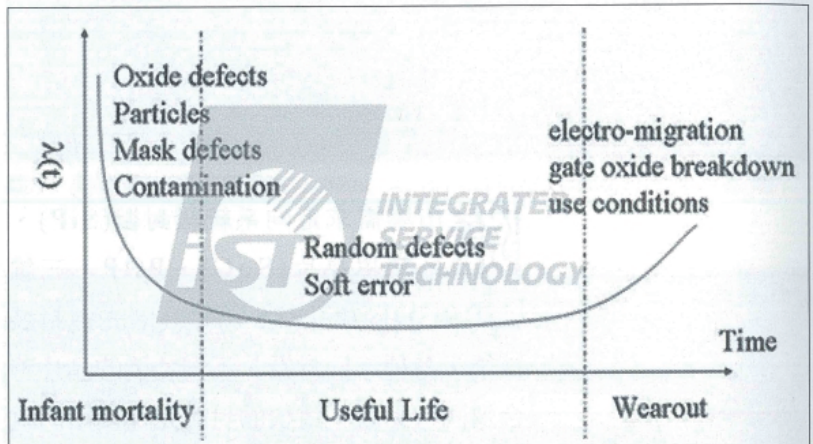 Oxide defects
Particles
Mask defects
Contamination
λ(t)
electro-migration
gate oxide breakdown
use conditions
iST
INTEGRATED
SERVICE
TECHNOLOGY
Random defects
Soft error
Time
Infant mortality
Useful Life
Wearout